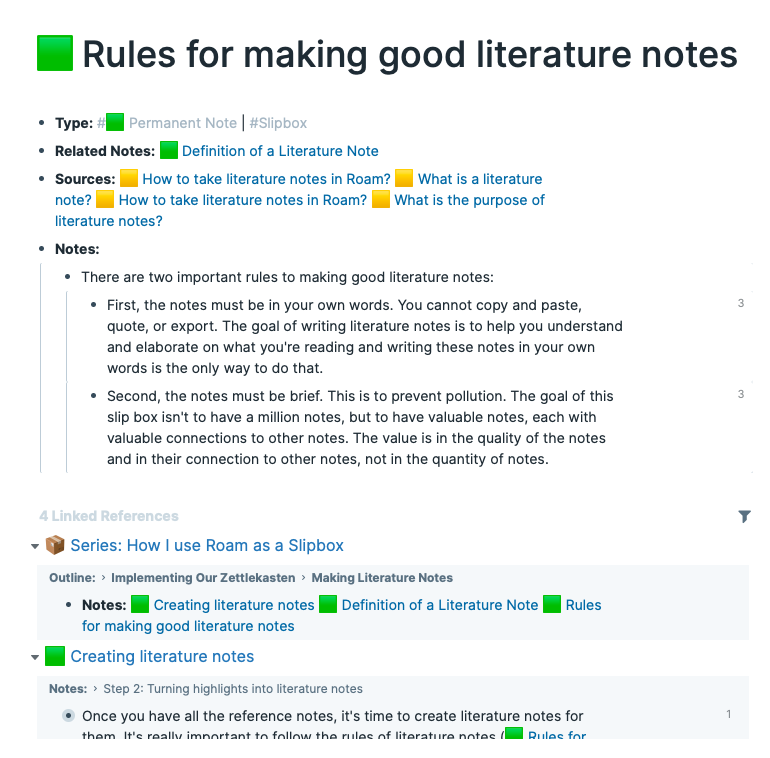 🟩 Rules for making good literature notes
Type: #🟩 Permanent Note | #Slipbox
Related Notes: 🟩 Definition of a Literature Note
Sources: 🟨 How to take literature notes in Roam? 🟨 What is a literature
note? 🟨 How to take literature notes in Roam? 🟨 What is the purpose of
literature notes?
Notes:
There are two important rules to making good literature notes:
First, the notes must be in your own words. You cannot copy and paste, 3
quote, or export. The goal of writing literature notes is to help you understand
and elaborate on what you're reading and writing these notes in your own
words is the only way to do that.
Second, the notes must be brief. This is to prevent pollution. The goal of this 3
slip box isn't to have a million notes, but to have valuable notes, each with
valuable connections to other notes. The value is in the quality of the notes
and in their connection to other notes, not in the quantity of notes.
4 Linked References
📦 Series: How I use Roam as a Slipbox
Outline: › Implementing Our Zettlekasten › Making Literature Notes
Notes: 🟩 Creating literature notes 🟩 Definition of a Literature Note 🟩 Rules
for making good literature notes
🟩 Creating literature notes
Notes: › Step 2: Turning highlights into literature notes
Once you have all the reference notes, it's time to create literature notes for 1
them. It's really important to follow the rules of literature notes (🟩 Rules for